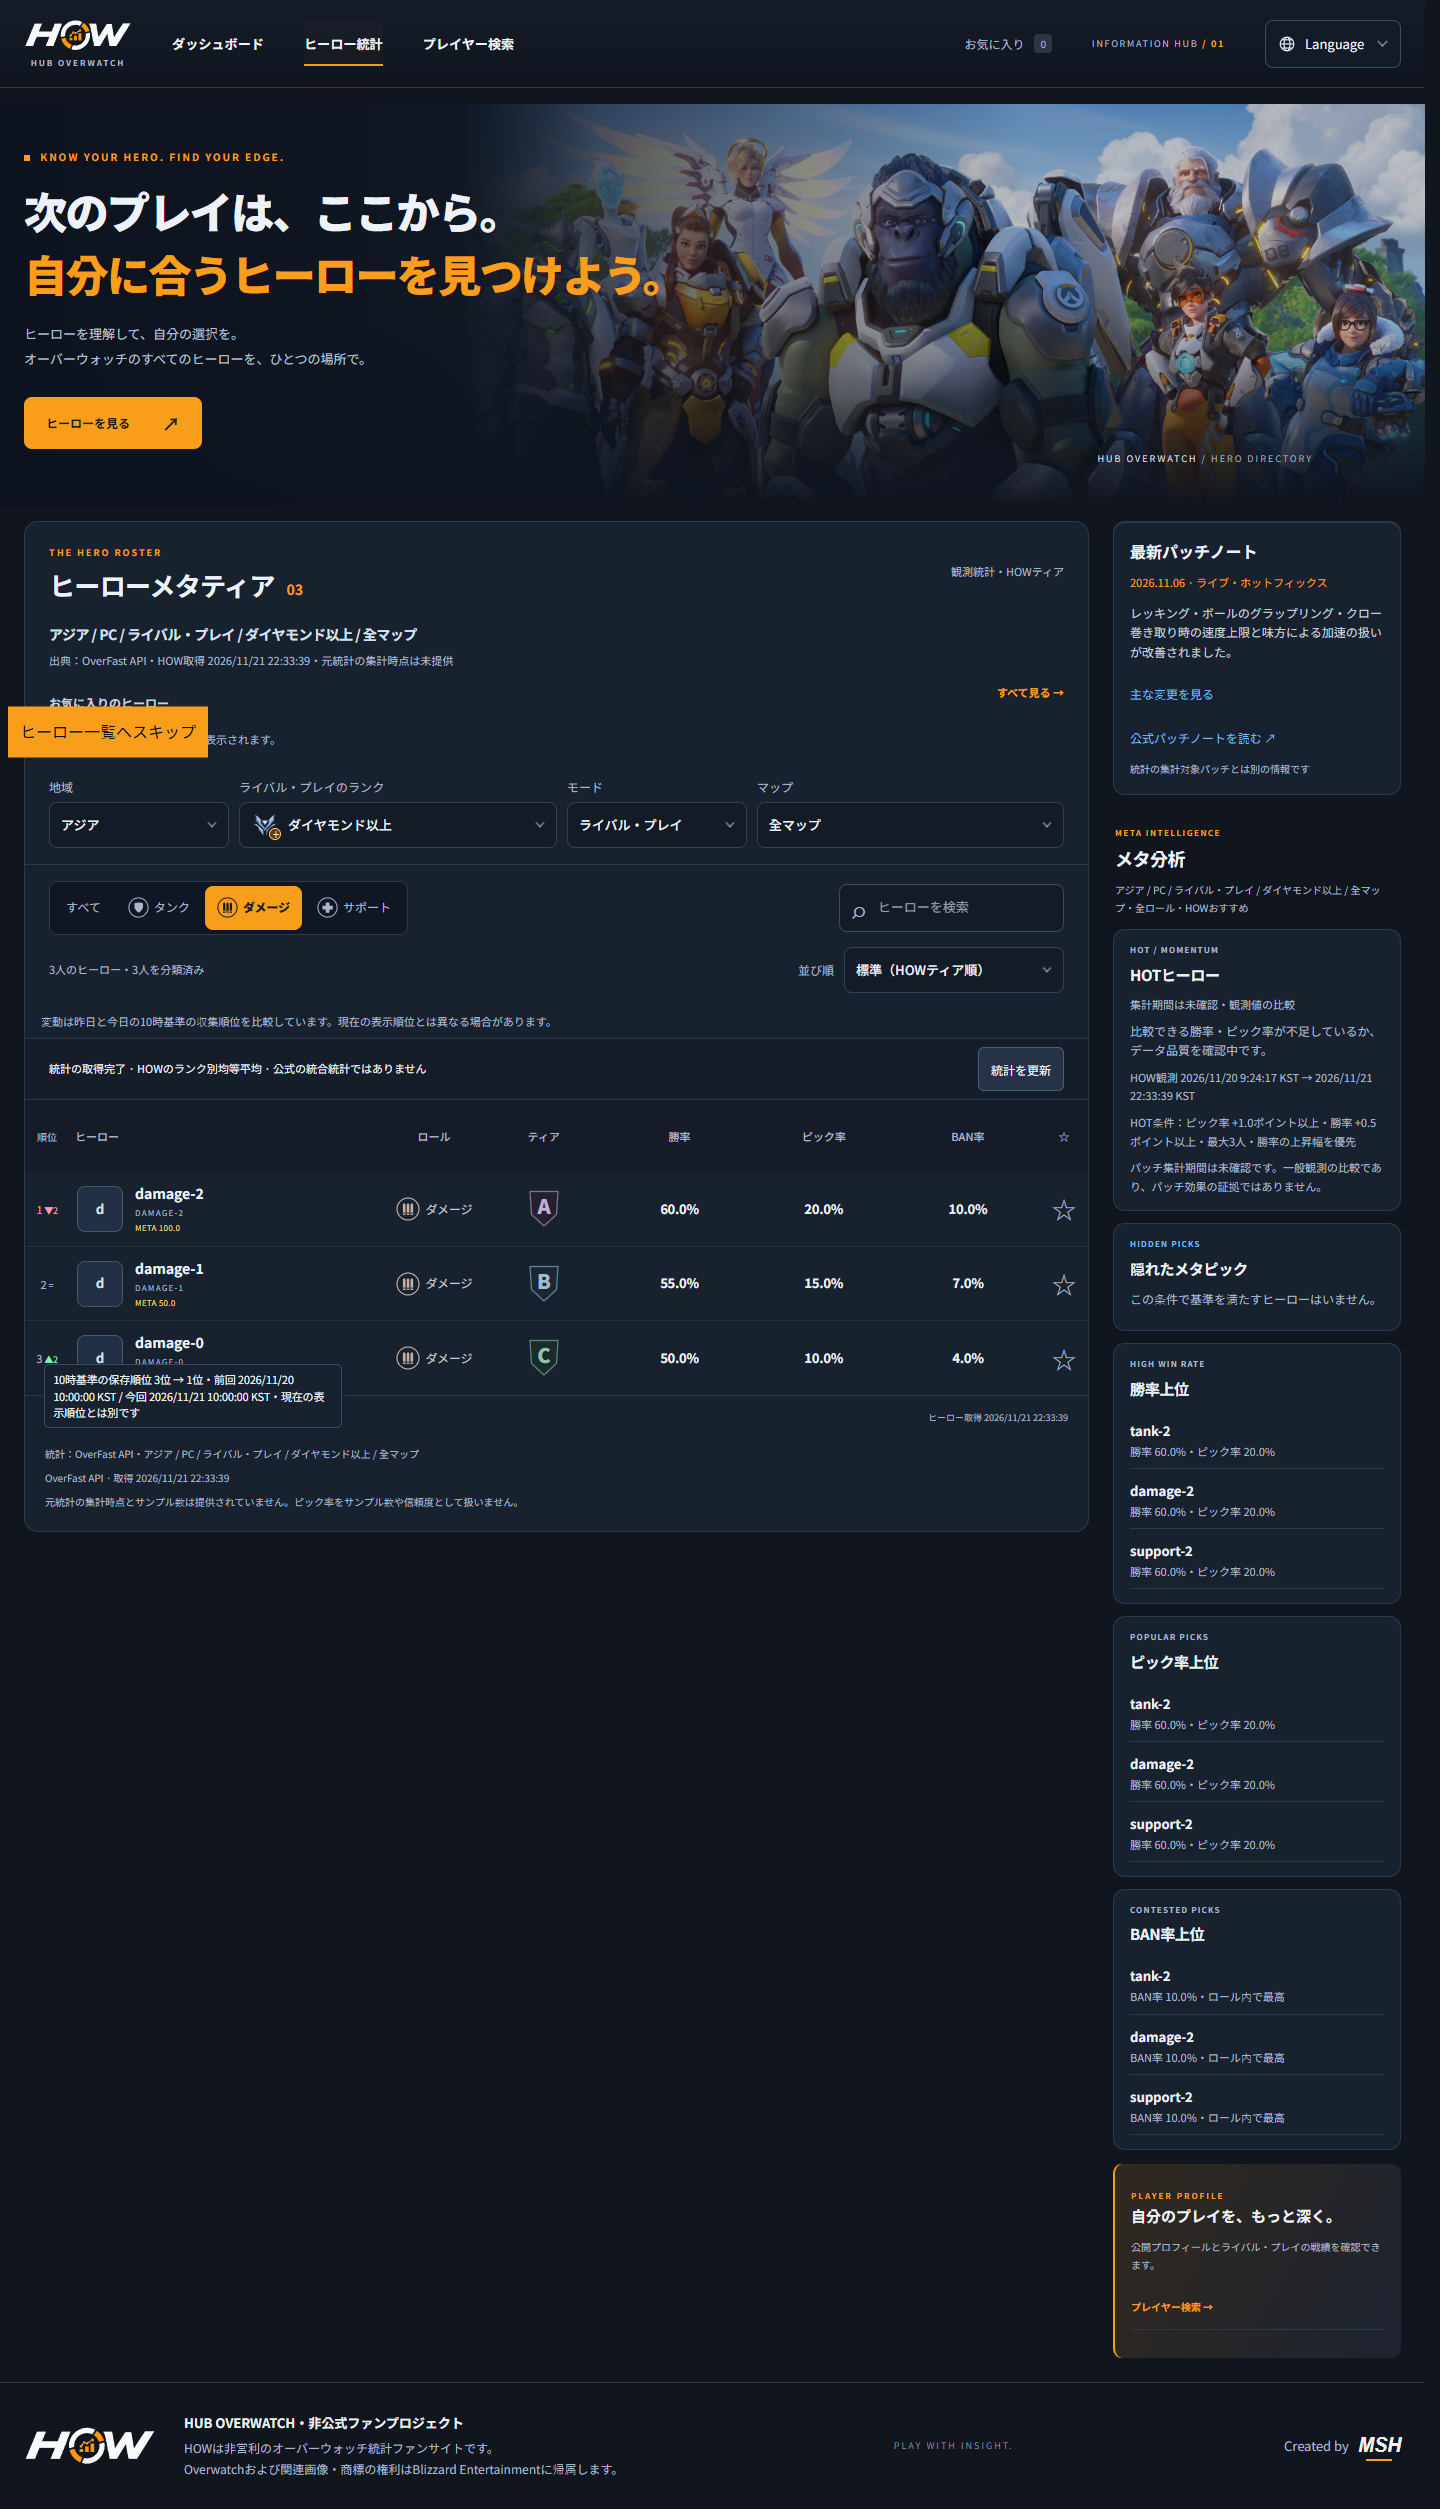 HOW
HUB OVERWATCH
ダッシュボード
ヒーロー統計
プレイヤー検索
お気に入り 0
INFORMATION HUB / 01
Language
KNOW YOUR HERO. FIND YOUR EDGE.
次のプレイは、ここから。
自分に合うヒーローを見つけよう。
ヒーローを理解して、自分の選択を。
オーバーウォッチのすべてのヒーローを、ひとつの場所で。
ヒーローを見る ↗
HUB OVERWATCH / HERO DIRECTORY
THE HERO ROSTER
ヒーローメタティア 03
観測統計・HOWティア
アジア / PC / ライバル・プレイ / ダイヤモンド以上 / 全マップ
出典：OverFast API・HOW取得 2026/11/21 22:33:39・元統計の集計時点は未提供
お気に入りのヒーロー
すべて見る →
ヒーロー一覧へスキップ
表示されます。
地域
ライバル・プレイのランク
モード
マップ
アジア
ダイヤモンド以上
ライバル・プレイ
全マップ
すべて
タンク
ダメージ
サポート
ヒーローを検索
3人のヒーロー・3人を分類済み
並び順
標準（HOWティア順）
変動は昨日と今日の10時基準の収集順位を比較しています。現在の表示順位とは異なる場合があります。
統計の取得完了 · HOWのランク別均等平均 · 公式の統合統計ではありません
統計を更新
順位 ヒーロー ロール ティア 勝率 ピック率 BAN率 ☆
1 ▼2 d damage-2 ダメージ A 60.0% 20.0% 10.0% ☆
DAMAGE-2
META 100.0
2 = d damage-1 ダメージ B 55.0% 15.0% 7.0% ☆
DAMAGE-1
META 50.0
3 ▲2 d damage-0 ダメージ C 50.0% 10.0% 4.0% ☆
DAMAGE-0
10時基準の保存順位 3位 → 1位・前回 2026/11/20
10:00:00 KST / 今回 2026/11/21 10:00:00 KST・現在の表
示順位とは別です
ヒーロー取得 2026/11/21 22:33:39
統計：OverFast API・アジア / PC / ライバル・プレイ / ダイヤモンド以上 / 全マップ
OverFast API · 取得 2026/11/21 22:33:39
元統計の集計時点とサンプル数は提供されていません。ピック率をサンプル数や信頼度として扱いません。
最新パッチノート
2026.11.06 · ライブ・ホットフィックス
レッキング・ボールのグラップリング・クロー
巻き取り時の速度上限と味方による加速の扱い
が改善されました。
主な変更を見る
公式パッチノートを読む ↗
統計の集計対象パッチとは別の情報です
META INTELLIGENCE
メタ分析
アジア / PC / ライバル・プレイ / ダイヤモンド以上 / 全マッ
プ・全ロール・HOWおすすめ
HOT / MOMENTUM
HOTヒーロー
集計期間は未確認・観測値の比較
比較できる勝率・ピック率が不足しているか、
データ品質を確認中です。
HOW観測 2026/11/20 9:24:17 KST → 2026/11/21
22:33:39 KST
HOT条件：ピック率 +1.0ポイント以上・勝率 +0.5
ポイント以上・最大3人・勝率の上昇幅を優先
パッチ集計期間は未確認です。一般観測の比較であ
り、パッチ効果の証拠ではありません。
HIDDEN PICKS
隠れたメタピック
この条件で基準を満たすヒーローはいません。
HIGH WIN RATE
勝率上位
tank-2
勝率 60.0%・ピック率 20.0%
damage-2
勝率 60.0%・ピック率 20.0%
support-2
勝率 60.0%・ピック率 20.0%
POPULAR PICKS
ピック率上位
tank-2
勝率 60.0%・ピック率 20.0%
damage-2
勝率 60.0%・ピック率 20.0%
support-2
勝率 60.0%・ピック率 20.0%
CONTESTED PICKS
BAN率上位
tank-2
BAN率 10.0%・ロール内で最高
damage-2
BAN率 10.0%・ロール内で最高
support-2
BAN率 10.0%・ロール内で最高
PLAYER PROFILE
自分のプレイを、もっと深く。
公開プロフィールとライバル・プレイの戦績を確認でき
ます。
プレイヤー検索 →
HOW
HUB OVERWATCH・非公式ファンプロジェクト
HOWは非営利のオーバーウォッチ統計ファンサイトです。
Overwatchおよび関連画像・商標の権利はBlizzard Entertainmentに帰属します。
PLAY WITH INSIGHT.
Created by MSH